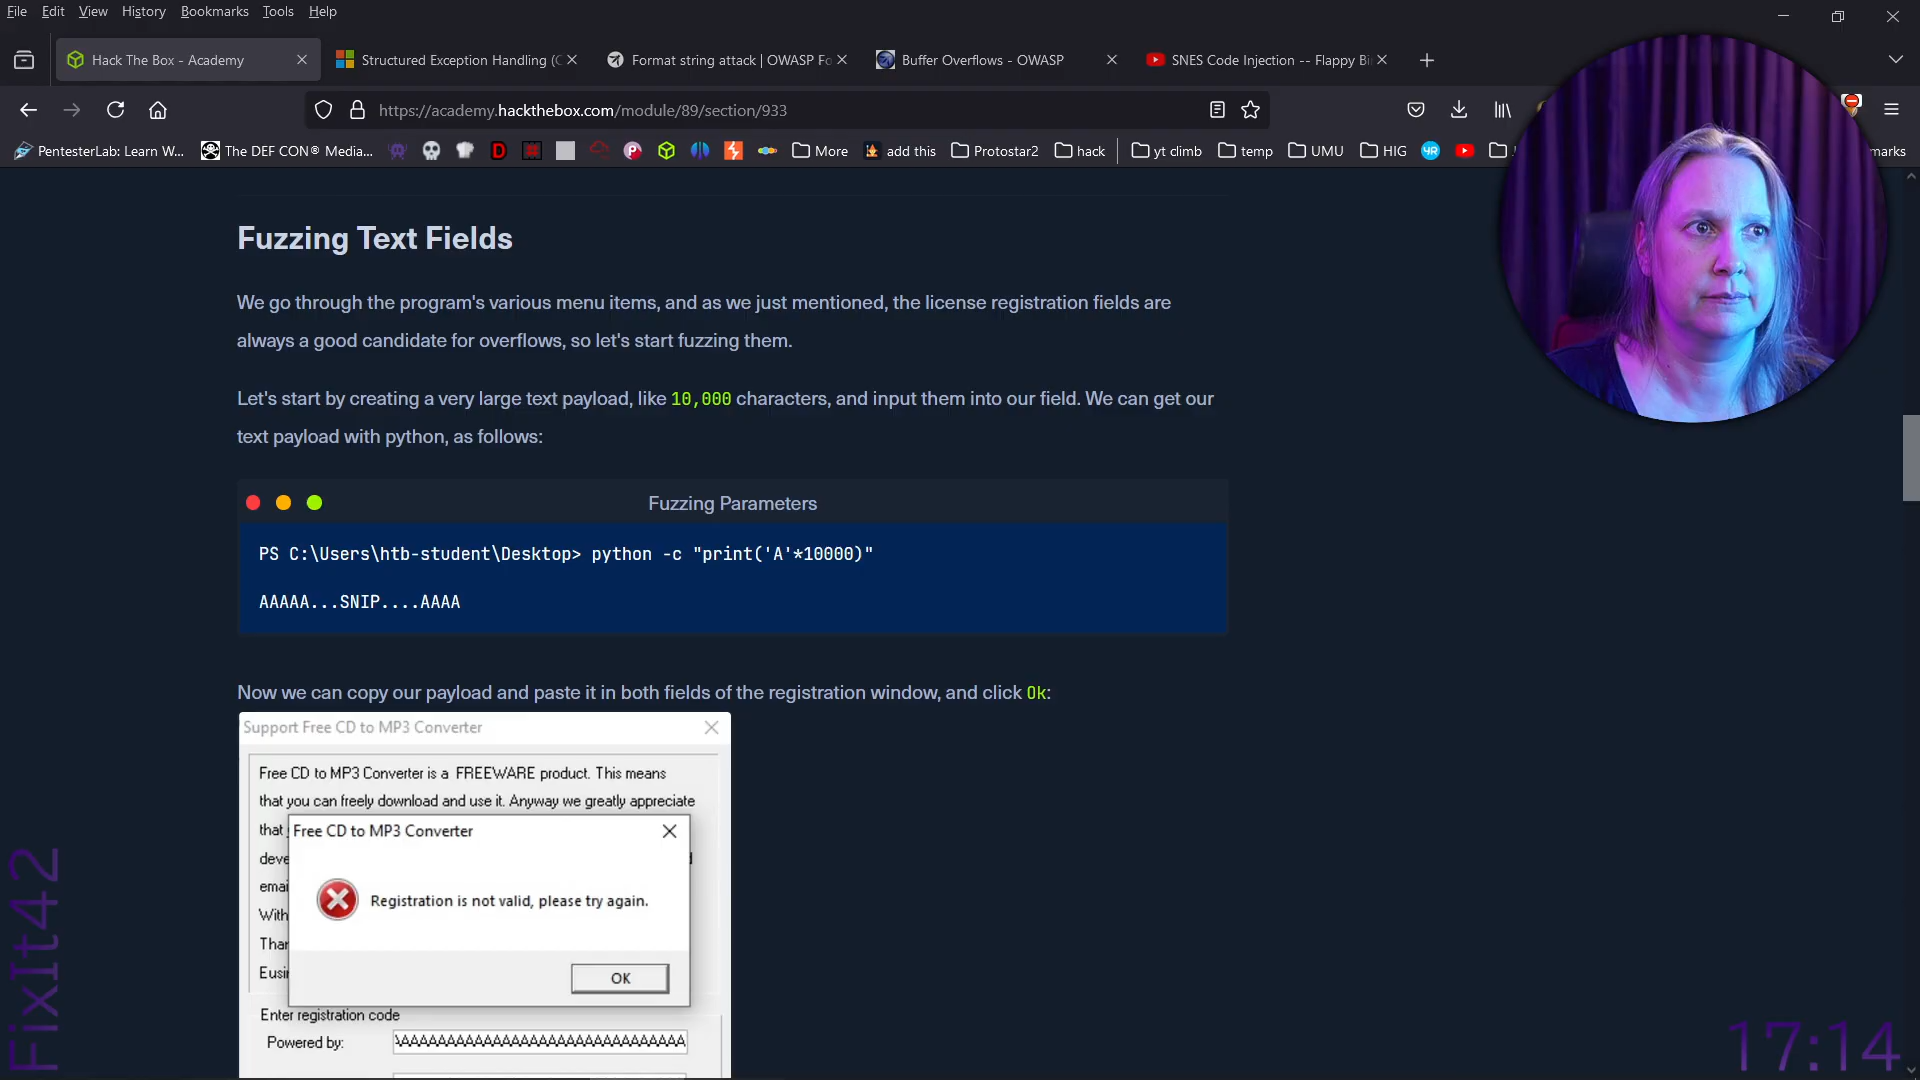 File Edit View History Bookmarks Tools Help
Hack The Box - Academy
Structured Exception Handling (C
Format string attack | OWASP Fo
Buffer Overflows - OWASP
SNES Code Injection -- Flappy Bi
https://academy.hackthebox.com/module/89/section/933
PentesterLab: Learn W... The DEF CON® Media... More add this Protostar2 hack yt climb temp UMU HIG
Fuzzing Text Fields
We go through the program's various menu items, and as we just mentioned, the license registration fields are
always a good candidate for overflows, so let's start fuzzing them.
Let's start by creating a very large text payload, like 10,000 characters, and input them into our field. We can get our
text payload with python, as follows:
Fuzzing Parameters
PS C:\Users\htb-student\Desktop> python -c "print('A'*10000)"
AAAAA...SNIP....AAAA
Now we can copy our payload and paste it in both fields of the registration window, and click Ok:
Support Free CD to MP3 Converter
Free CD to MP3 Converter is a FREEWARE product. This means
that you can freely download and use it. Anyway we greatly appreciate
that
Free CD to MP3 Converter
deve
emai
Registration is not valid, please try again.
With
Than
Eusin
OK
Enter registration code
Powered by: AAAAAAAAAAAAAAAAAAAAAAAAAAAAAAA
FixIt42
17:14